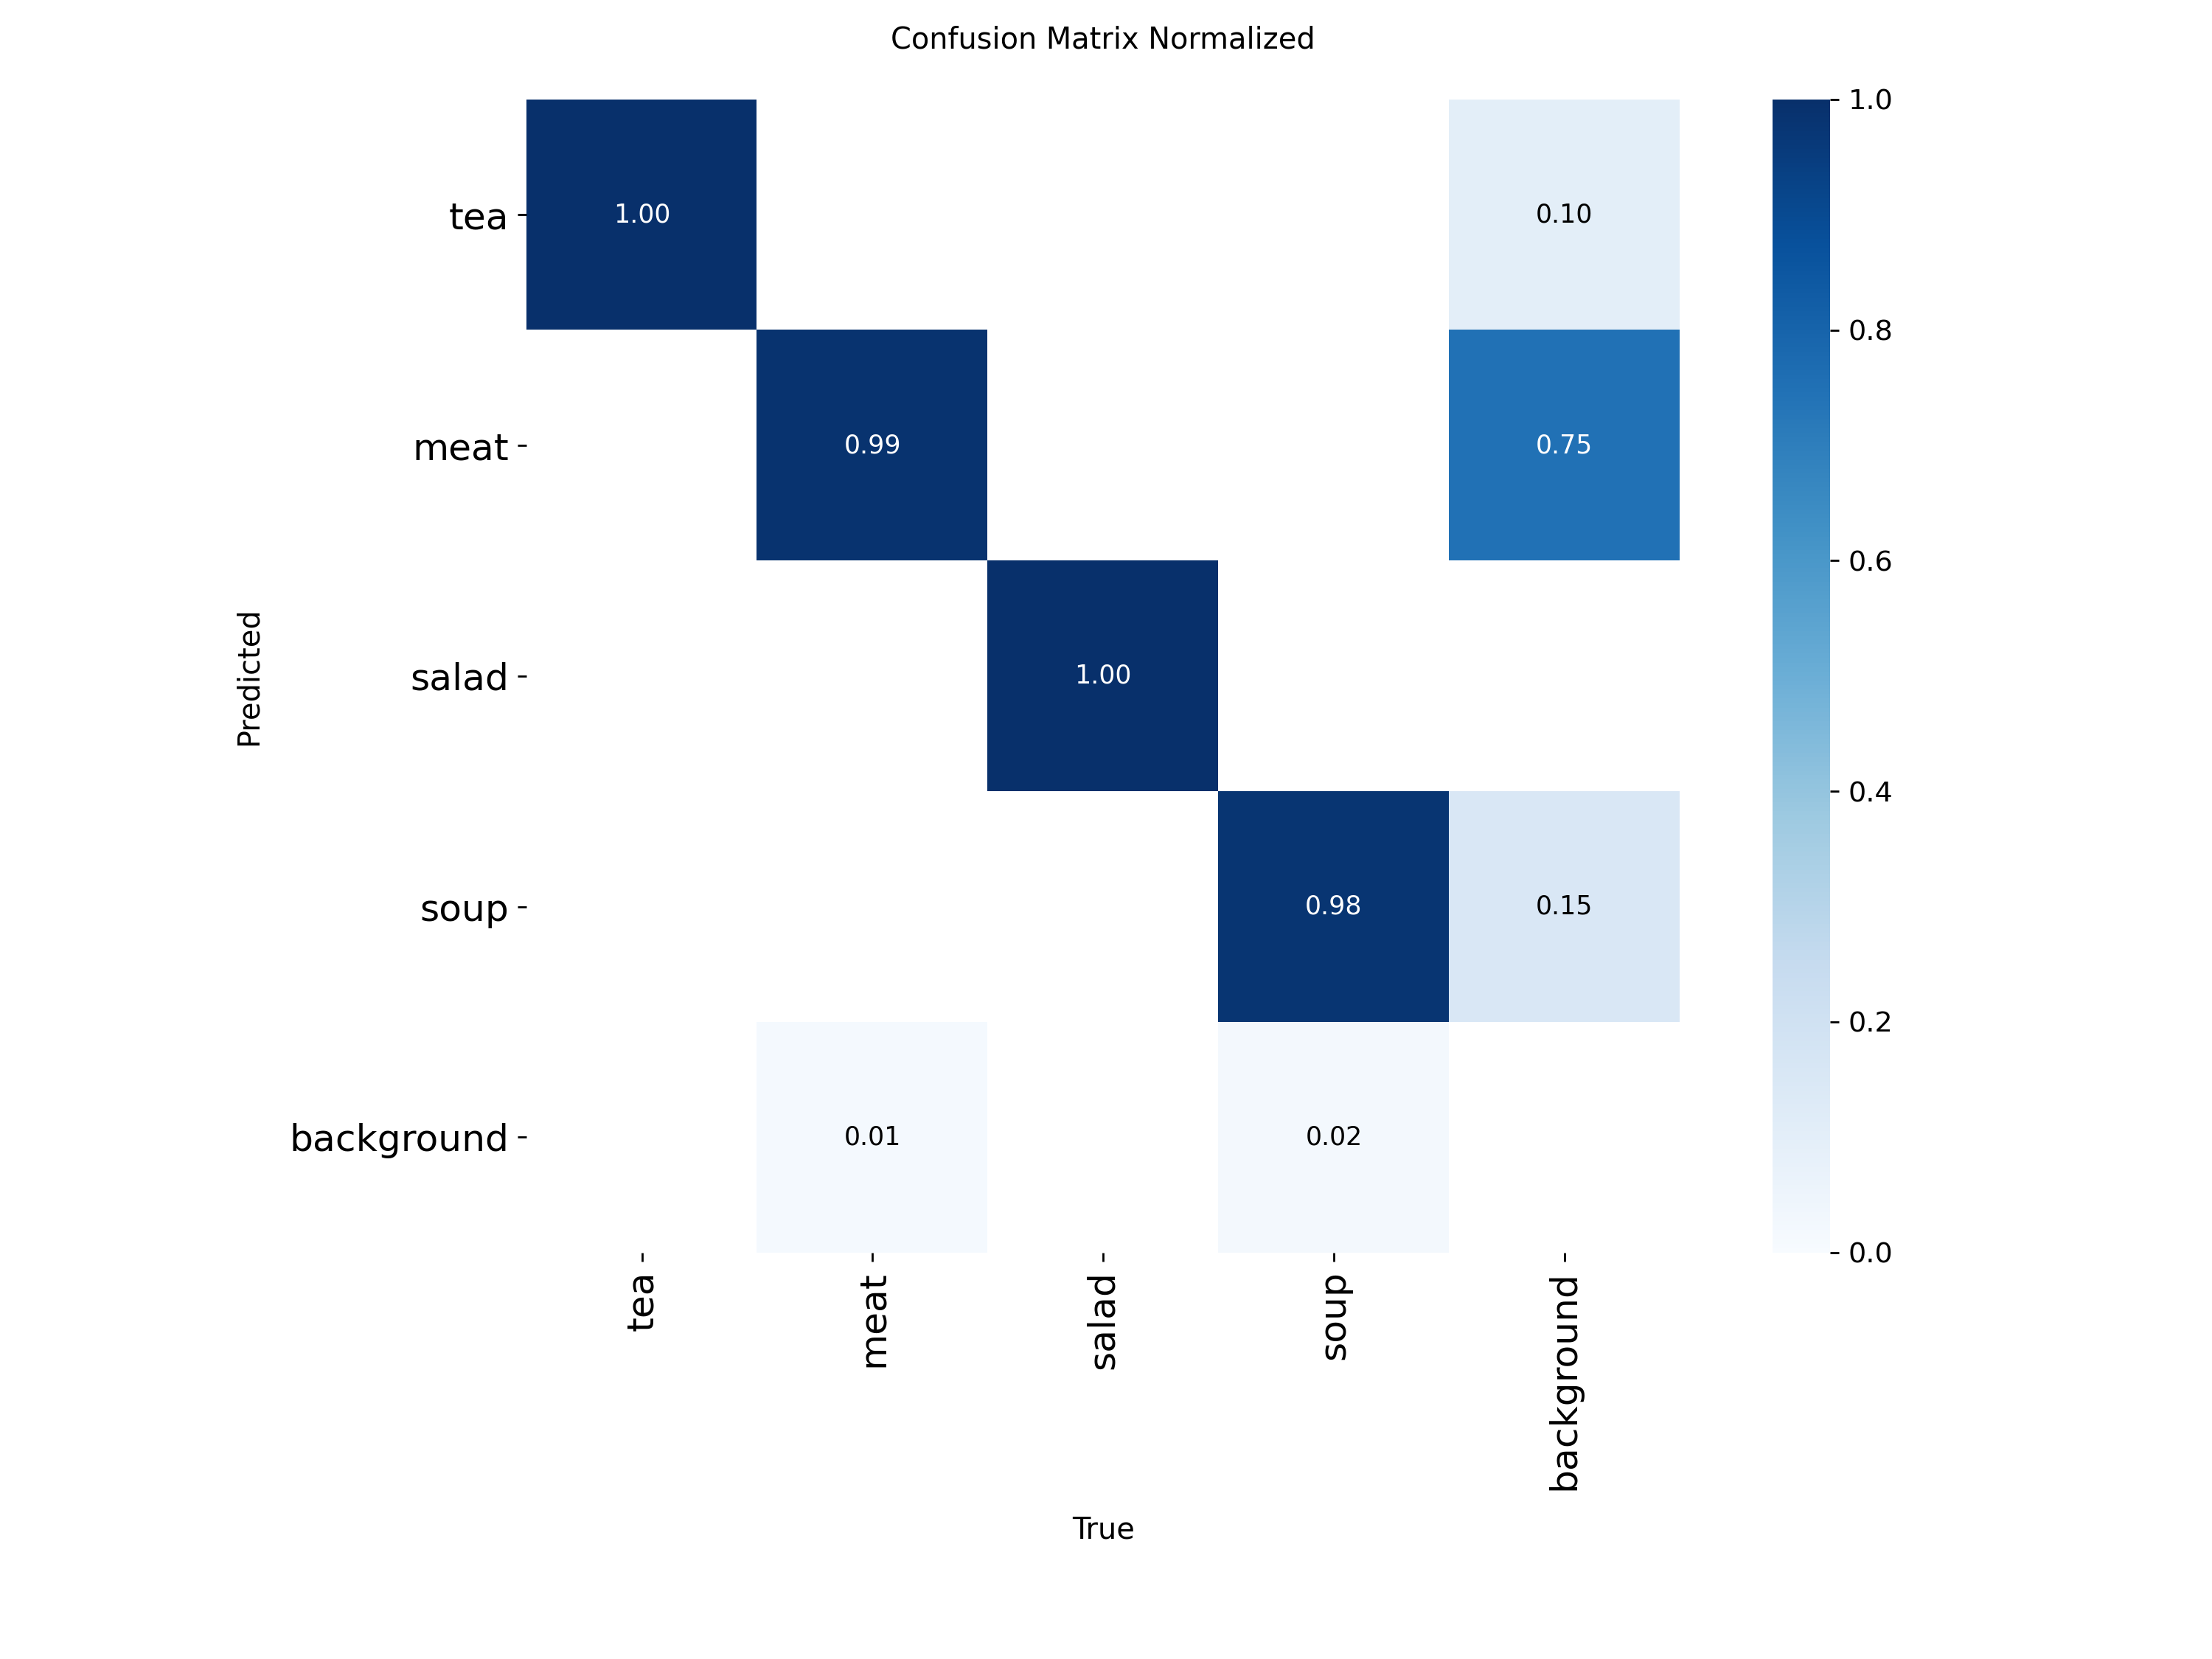 Confusion Matrix Normalized
tea
1.00
0.10
meat
0.99
0.75
salad
1.00
soup
0.98
0.15
background
0.01
0.02
Predicted
tea
meat
salad
soup
background
True
1.0
0.8
0.6
0.4
0.2
0.0